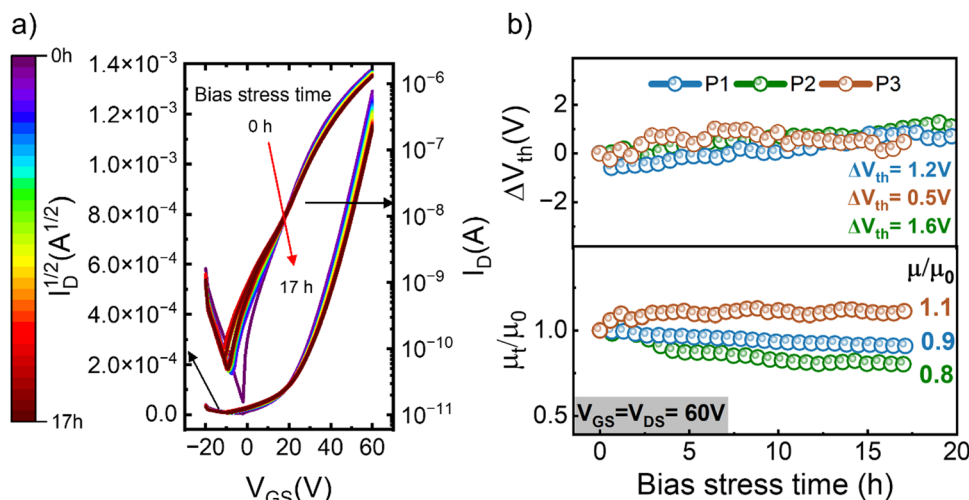 a)
0h
17h
I_D^1/2(A^1/2)
1.4×10⁻³
1.2×10⁻³
1.0×10⁻³
8.0×10⁻⁴
6.0×10⁻⁴
4.0×10⁻⁴
2.0×10⁻⁴
0.0
Bias stress time
0 h
17 h
10⁻⁶
10⁻⁷
10⁻⁸
10⁻⁹
10⁻¹⁰
10⁻¹¹
I_D(A)
−20 0 20 40 60
V_GS(V)
b)
P1 P2 P3
ΔV_th(V)
2
0
−2
ΔV_th= 1.2V
ΔV_th= 0.5V
ΔV_th= 1.6V
μ/μ₀
1.1
0.9
0.8
μ_t/μ₀
1.0
0.5
V_GS=V_DS= 60V
0 5 10 15 20
Bias stress time (h)